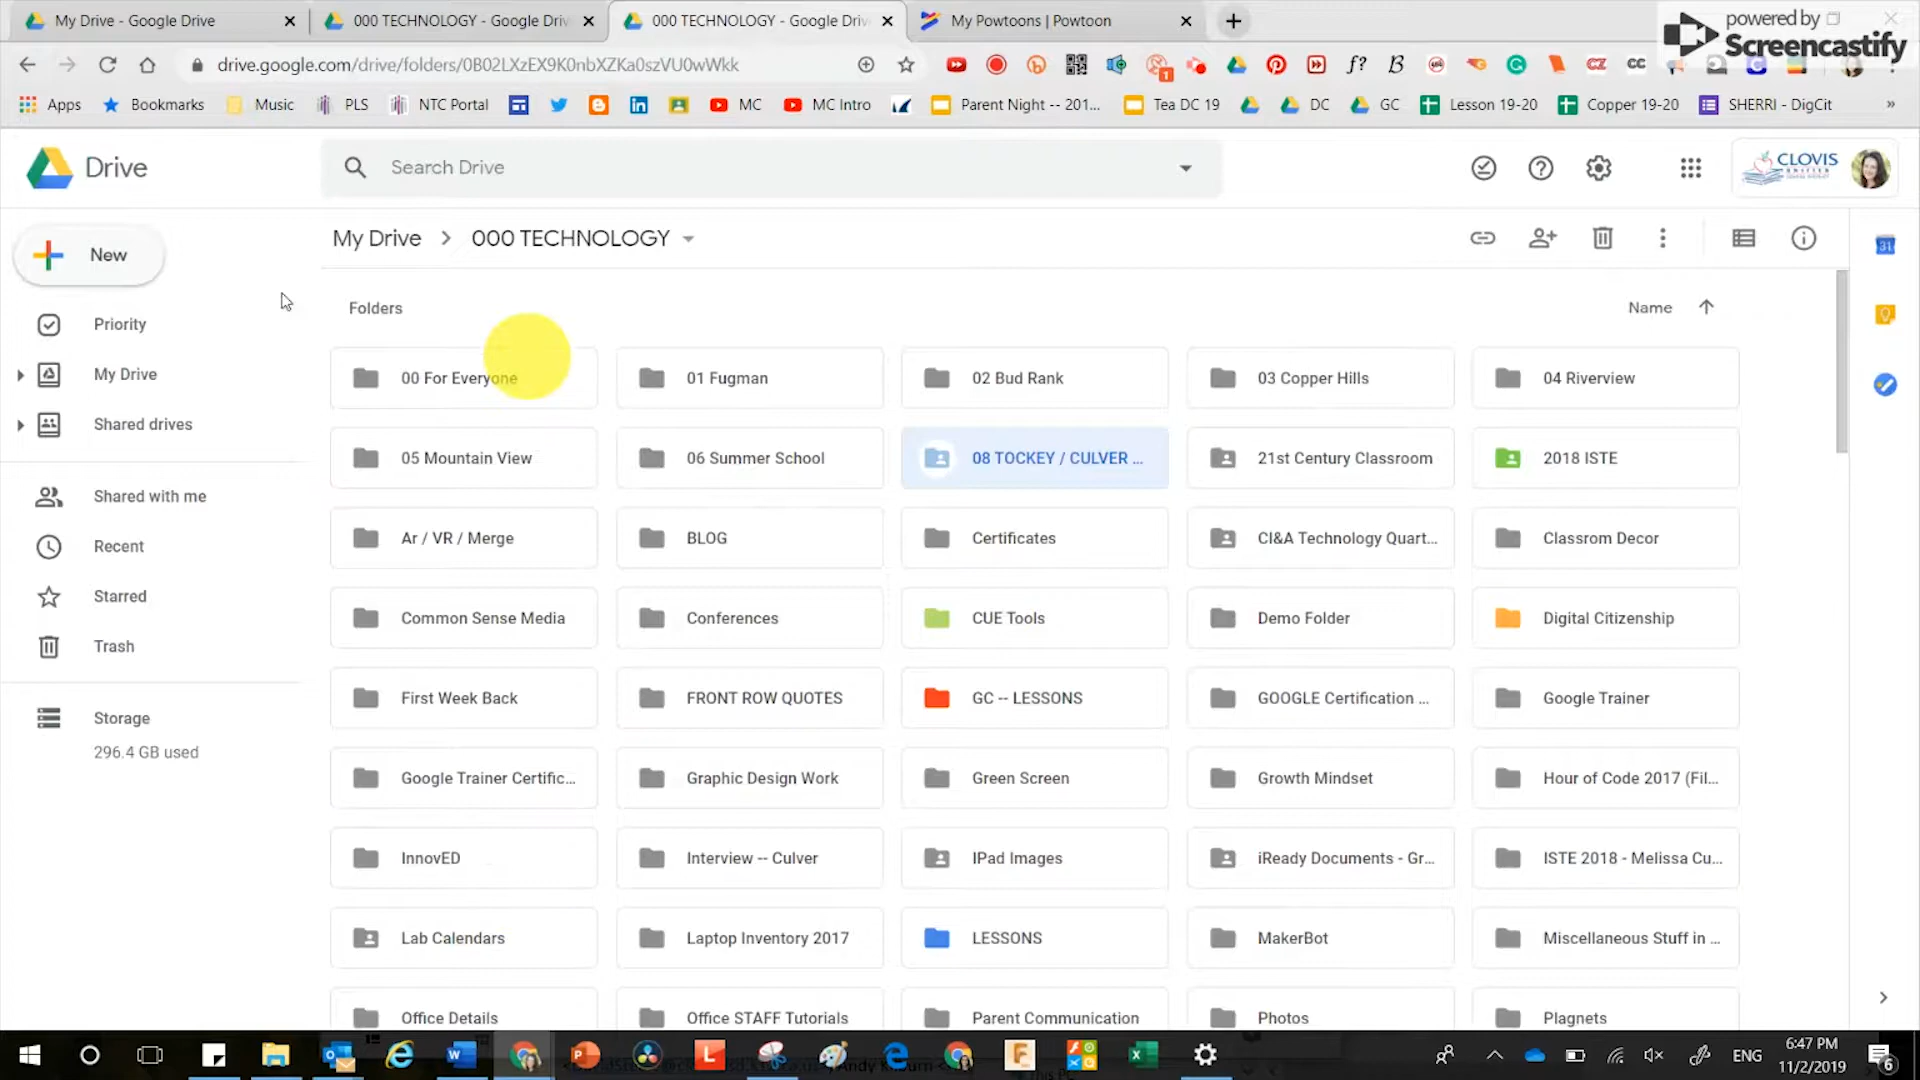 My Drive - Google Drive
000 TECHNOLOGY - Google Driv
000 TECHNOLOGY - Google Driv
My Powtoons | Powtoon
powered by
Screencastify
drive.google.com/drive/folders/0B02LXzEX9K0nbXZKa0szVU0wWkk
Apps
Bookmarks
Music
PLS
NTC Portal
MC
MC Intro
Parent Night -- 201...
Tea DC 19
DC
GC
Lesson 19-20
Copper 19-20
SHERRI - DigCit
»
Drive
Search Drive
CLOVIS
My Drive > 000 TECHNOLOGY
New
Priority
My Drive
Shared drives
Shared with me
Recent
Starred
Trash
Storage
296.4 GB used
Folders
Name
00 For Everyone
01 Fugman
02 Bud Rank
03 Copper Hills
04 Riverview
05 Mountain View
06 Summer School
08 TOCKEY / CULVER ...
21st Century Classroom
2018 ISTE
Ar / VR / Merge
BLOG
Certificates
CI&A Technology Quart...
Classrom Decor
Common Sense Media
Conferences
CUE Tools
Demo Folder
Digital Citizenship
First Week Back
FRONT ROW QUOTES
GC -- LESSONS
GOOGLE Certification ...
Google Trainer
Google Trainer Certific...
Graphic Design Work
Green Screen
Growth Mindset
Hour of Code 2017 (Fil...
InnovED
Interview -- Culver
IPad Images
iReady Documents - Gr...
ISTE 2018 - Melissa Cu...
Lab Calendars
Laptop Inventory 2017
LESSONS
MakerBot
Miscellaneous Stuff in ...
Office Details
Office STAFF Tutorials
Parent Communication
Photos
Plagnets
31
ENG
6:47 PM
11/2/2019
6